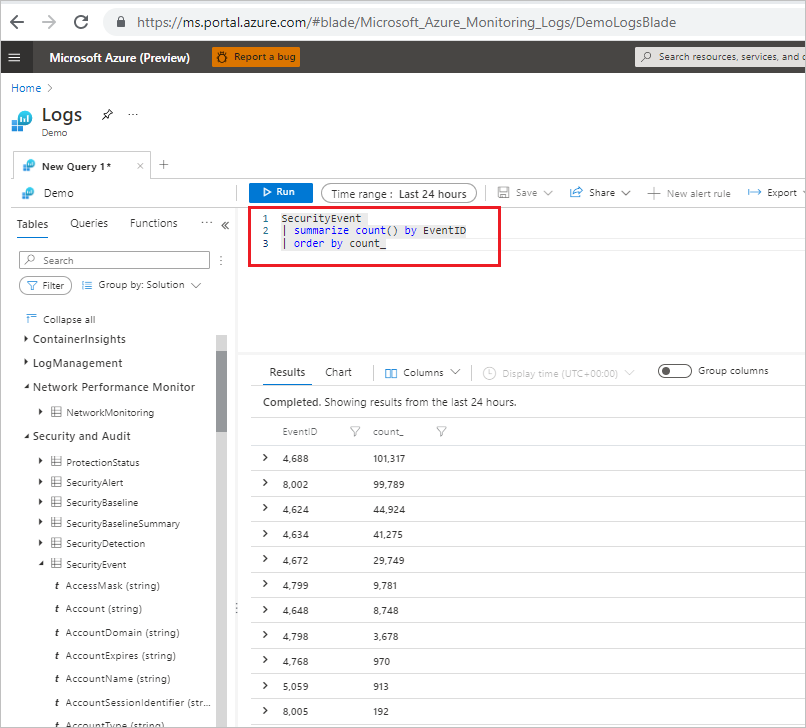 https://ms.portal.azure.com/#blade/Microsoft_Azure_Monitoring_Logs/DemoLogsBlade
Microsoft Azure (Preview) Report a bug Search resources, services, and
Home
Logs
Demo
New Query 1*
Demo Run Time range : Last 24 hours Save Share New alert rule Export
Tables Queries Functions
1 SecurityEvent
2 | summarize count() by EventID
3 | order by count_
Search
Filter Group by: Solution
Collapse all
ContainerInsights
LogManagement
Network Performance Monitor
NetworkMonitoring
Security and Audit
ProtectionStatus
SecurityAlert
SecurityBaseline
SecurityBaselineSummary
SecurityDetection
SecurityEvent
t AccessMask (string)
t Account (string)
t AccountDomain (string)
t AccountExpires (string)
t AccountName (string)
t AccountSessionIdentifier (str...
t AccountType (string)
Results Chart Columns Display time (UTC+00:00) Group columns
Completed. Showing results from the last 24 hours.
EventID count_
4,688 101,317
8,002 99,789
4,624 44,924
4,634 41,275
4,672 29,749
4,799 9,781
4,648 8,748
4,798 3,678
4,768 970
5,059 913
8,005 192